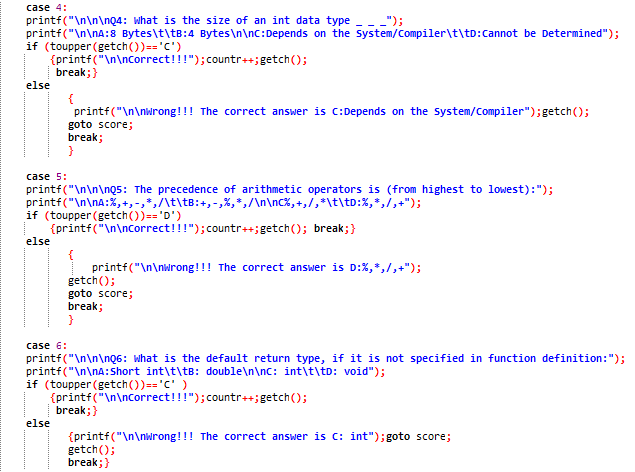 case 4:
printf("\n\n\nQ4: What is the size of an int data type _ _ _");
printf("\n\nA:8 Bytes\t\tB:4 Bytes\n\nC:Depends on the System/Compiler\t\tD:Cannot be Determined");
if (toupper(getch())=='C')
{printf("\n\nCorrect!!!");countr++;getch();
break;}
else
{
printf("\n\nWrong!!! The correct answer is C:Depends on the System/Compiler");getch();
goto score;
break;
}
case 5:
printf("\n\n\nQ5: The precedence of arithmetic operators is (from highest to lowest):");
printf("\n\nA:%,+,-,*,/\t\tB:+,-,%,*,/\n\nC%,+,/,*\t\tD:%,*,/,+");
if (toupper(getch())=='D')
{printf("\n\nCorrect!!!");countr++;getch(); break;}
else
{
printf("\n\nWrong!!! The correct answer is D:%,*,/,+");
getch();
goto score;
break;
}
case 6:
printf("\n\n\nQ6: What is the default return type, if it is not specified in function definition:");
printf("\n\nA:Short int\t\tB: double\n\nC: int\t\tD: void");
if (toupper(getch())=='C' )
{printf("\n\nCorrect!!!");countr++;getch();
break;}
else
{printf("\n\nWrong!!! The correct answer is C: int");goto score;
getch();
break;}